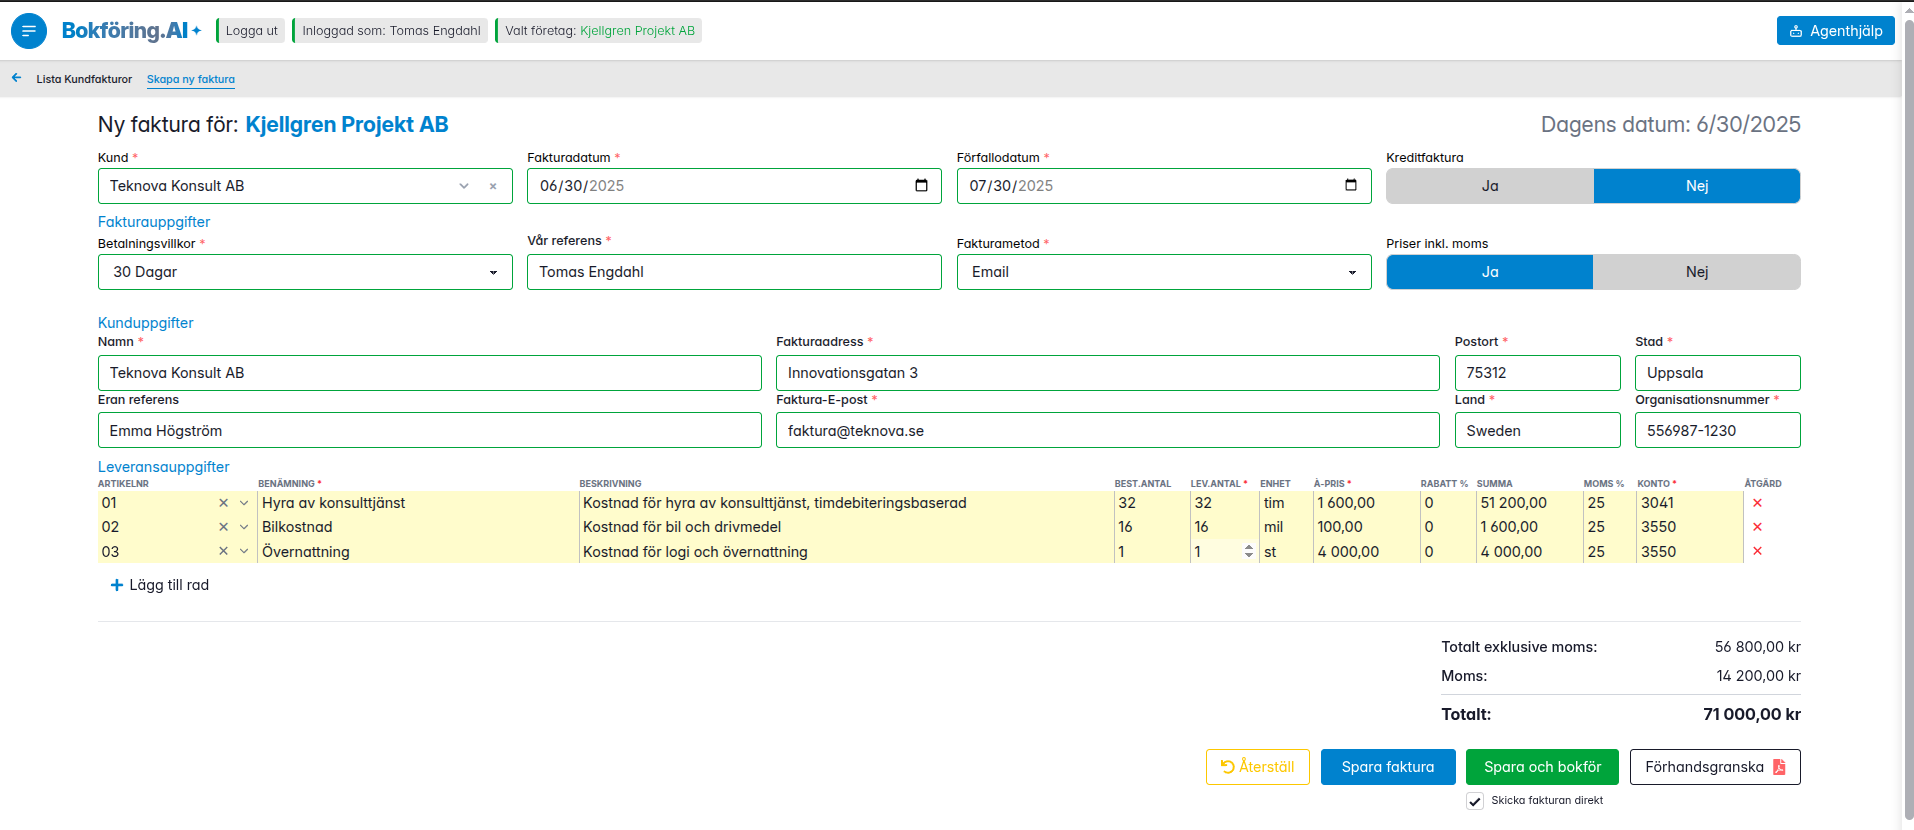 Bokföring.AI Logga ut Inloggad som: Tomas Engdahl Valt företag: Kjellgren Projekt AB Agenthjälp
Lista Kundfakturor Skapa ny faktura
Ny faktura för: Kjellgren Projekt AB Dagens datum: 6/30/2025
Kund * Fakturadatum * Förfallodatum * Kreditfaktura
Teknova Konsult AB 06/30/2025 07/30/2025 Ja Nej
Fakturauppgifter
Betalningsvillkor * Vår referens * Fakturametod * Priser inkl. moms
30 Dagar Tomas Engdahl Email Ja Nej
Kunduppgifter
Namn * Fakturaadress * Postort * Stad *
Teknova Konsult AB Innovationsgatan 3 75312 Uppsala
Eran referens Faktura-E-post * Land * Organisationsnummer *
Emma Högström faktura@teknova.se Sweden 556987-1230
Leveransuppgifter
ARTIKELNR BENÄMNING * BESKRIVNING BEST.ANTAL LEV.ANTAL * ENHET À-PRIS * RABATT % SUMMA MOMS % KONTO * ÅTGÄRD
01 Hyra av konsulttjänst Kostnad för hyra av konsulttjänst, timdebiteringsbaserad 32 32 tim 1 600,00 0 51 200,00 25 3041
02 Bilkostnad Kostnad för bil och drivmedel 16 16 mil 100,00 0 1 600,00 25 3550
03 Övernattning Kostnad för logi och övernattning 1 1 st 4 000,00 0 4 000,00 25 3550
Lägg till rad
Totalt exklusive moms: 56 800,00 kr
Moms: 14 200,00 kr
Totalt: 71 000,00 kr
Återställ Spara faktura Spara och bokför Förhandsgranska
Skicka fakturan direkt